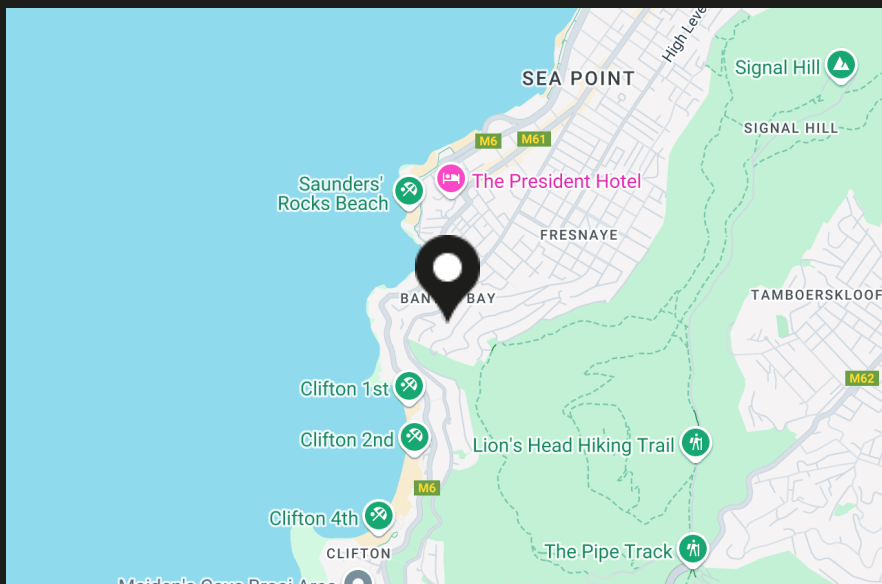 High Leve
SEA POINT
Signal Hill
SIGNAL HILL
M6
M61
Saunders'
Rocks Beach
The President Hotel
FRESNAYE
BAN BAY
TAMBOERSKLOOF
M62
Clifton 1st
Clifton 2nd
Lion's Head Hiking Trail
M6
Clifton 4th
CLIFTON
The Pipe Track